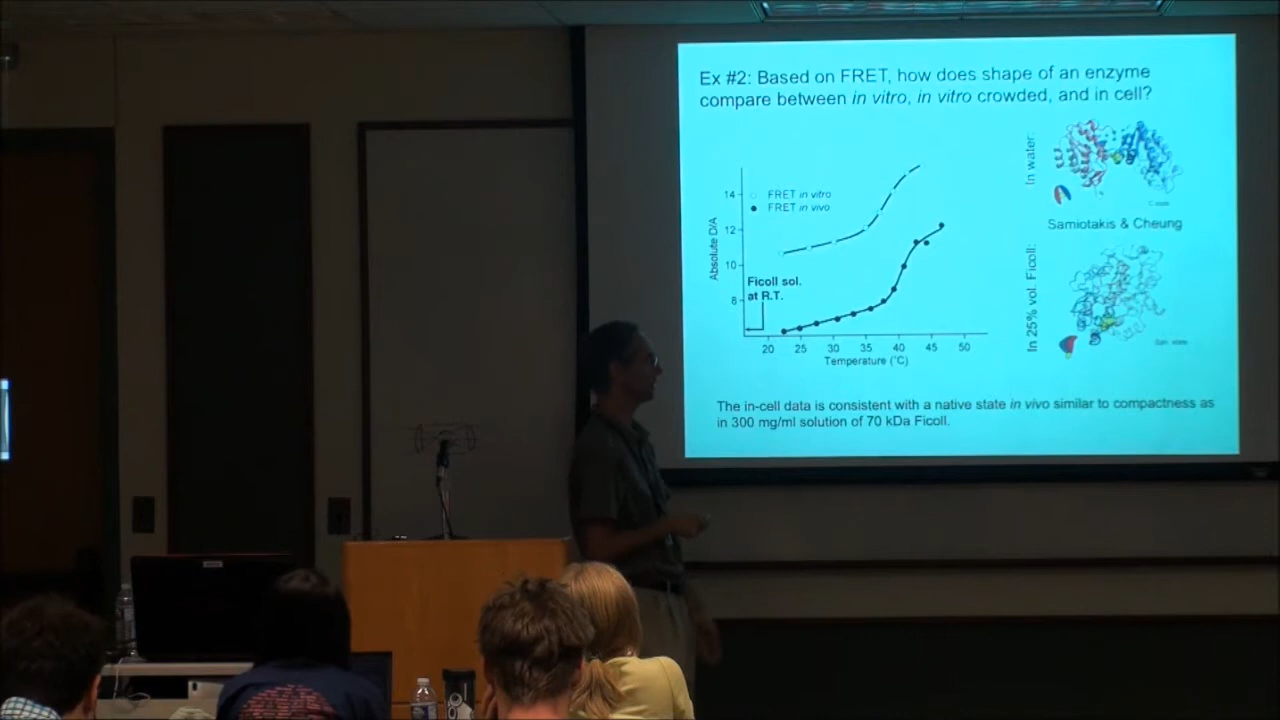 Ex #2: Based on FRET, how does shape of an enzyme
compare between in vitro, in vitro crowded, and in cell?
FRET in vitro
FRET in vivo
Absolute D/A
14
12
10
8
Ficoll sol.
at R.T.
20 25 30 35 40 45 50
Temperature (°C)
In water:
Samiotakis & Cheung
In 25% vol. Ficoll:
The in-cell data is consistent with a native state in vivo similar to compactness as
in 300 mg/ml solution of 70 kDa Ficoll.